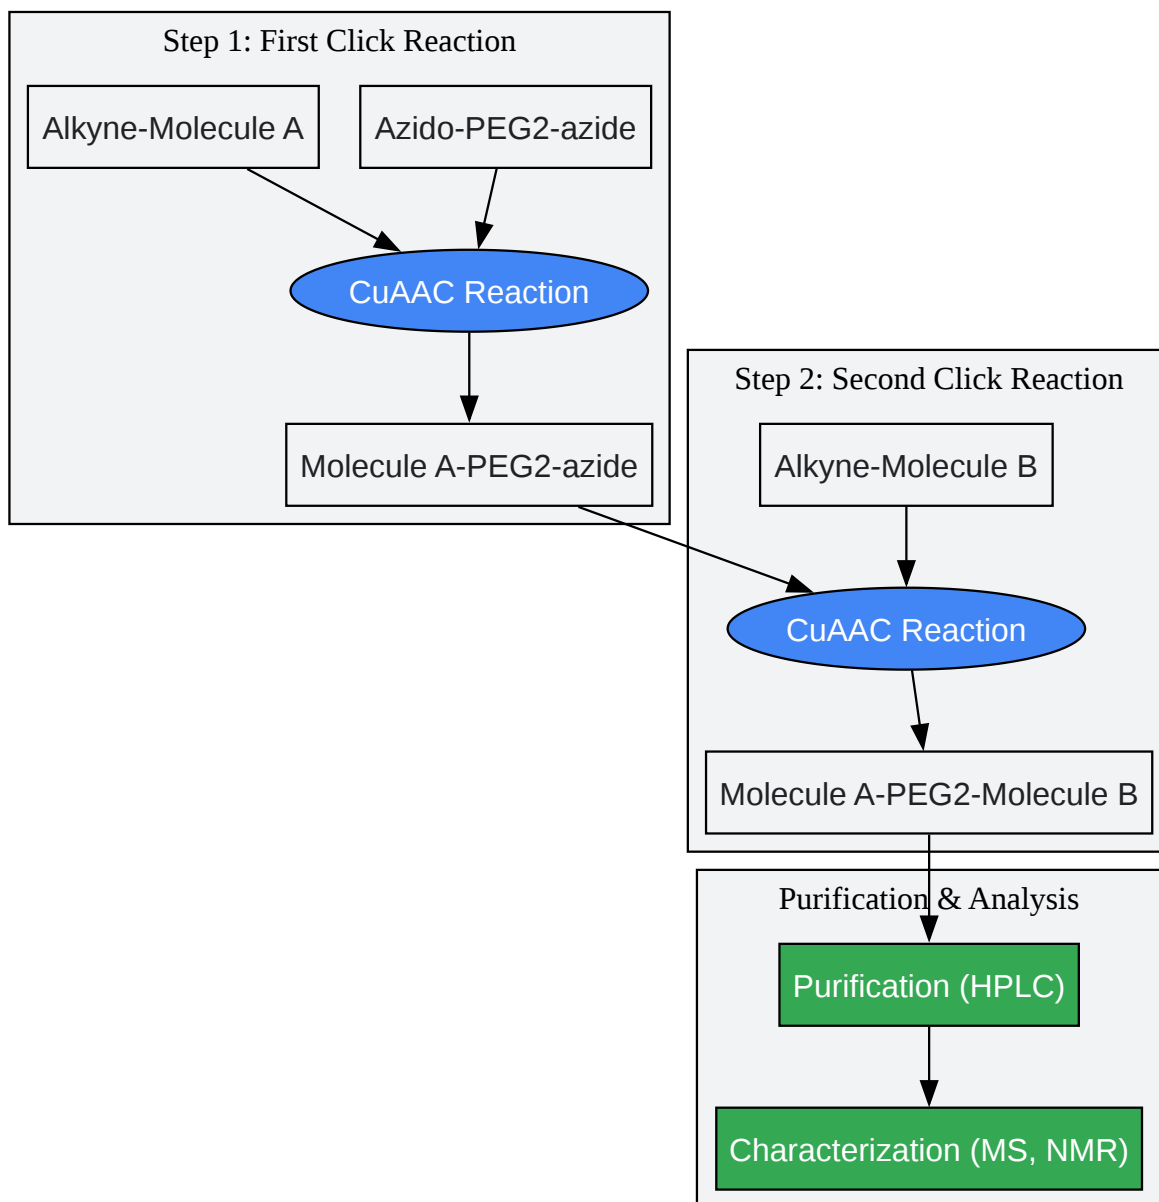 Step 1: First Click Reaction
Alkyne-Molecule A
Azido-PEG2-azide
CuAAC Reaction
Molecule A-PEG2-azide
Step 2: Second Click Reaction
Alkyne-Molecule B
CuAAC Reaction
Molecule A-PEG2-Molecule B
Purification & Analysis
Purification (HPLC)
Characterization (MS, NMR)